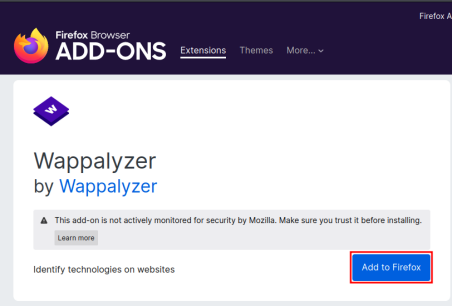 Firefox A
Firefox Browser
ADD-ONS
Extensions Themes More...
W
Wappalyzer
by Wappalyzer
This add-on is not actively monitored for security by Mozilla. Make sure you trust it before installing.
Learn more
Identify technologies on websites
Add to Firefox